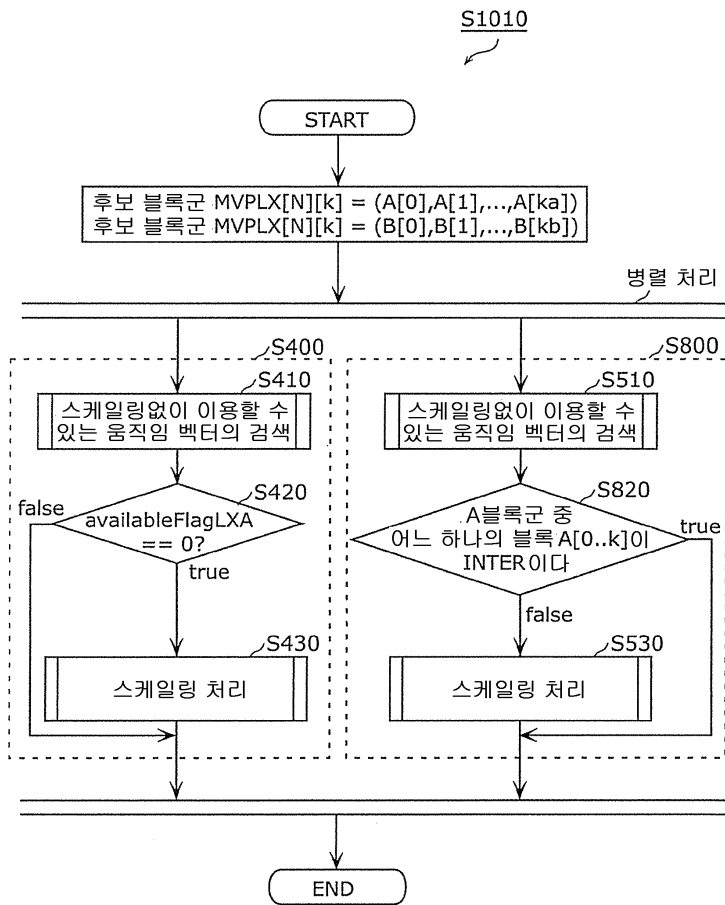 S1010
START
후보 블록군 MVPLX[N][k] = (A[0],A[1],...,A[ka])
후보 블록군 MVPLX[N][k] = (B[0],B[1],...,B[kb])
병렬 처리
S400
S410
스케일링없이 이용할 수
있는 움직임 벡터의 검색
S420
false
availableFlagLXA
== 0?
true
S430
스케일링 처리
S800
S510
스케일링없이 이용할 수
있는 움직임 벡터의 검색
S820
A블록군 중
어느 하나의 블록A[0..k]이
INTER이다
true
false
S530
스케일링 처리
END